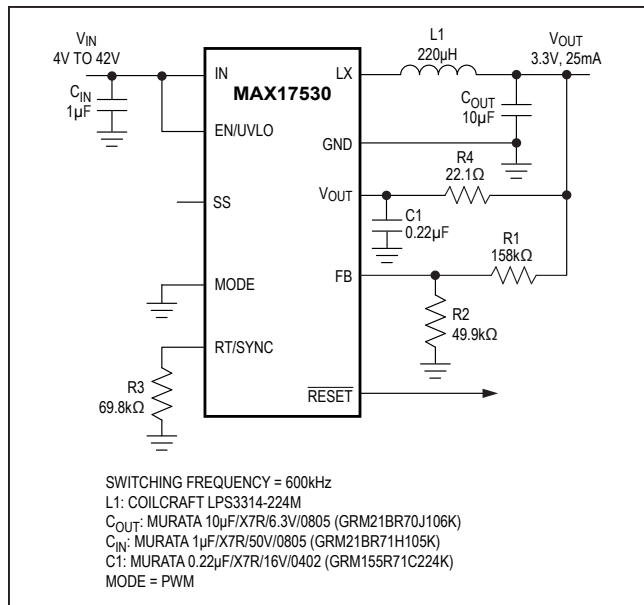 VIN
4V TO 42V
CIN
1µF
IN
EN/UVLO
SS
MODE
RT/SYNC
R3
69.8kΩ
MAX17530
LX
GND
VOUT
FB
RESET
L1
220µH
VOUT
3.3V, 25mA
COUT
10µF
R4
22.1Ω
C1
0.22µF
R1
158kΩ
R2
49.9kΩ
SWITCHING FREQUENCY = 600kHz
L1: COILCRAFT LPS3314-224M
COUT: MURATA 10µF/X7R/6.3V/0805 (GRM21BR70J106K)
CIN: MURATA 1µF/X7R/50V/0805 (GRM21BR71H105K)
C1: MURATA 0.22µF/X7R/16V/0402 (GRM155R71C224K)
MODE = PWM